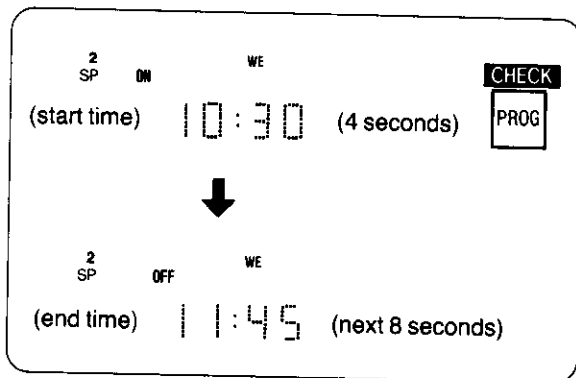 2 WE
SP ON CHECK
(start time) 10:30 (4 seconds) PROG
2 WE
SP OFF
(end time) 11:45 (next 8 seconds)